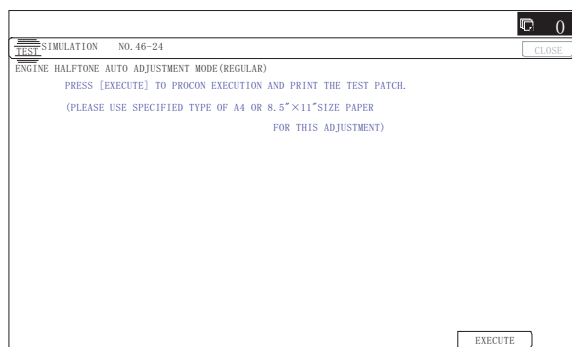 0
TEST SIMULATION NO.46-24
CLOSE
ENGINE HALFTONE AUTO ADJUSTMENT MODE(REGULAR)
PRESS [EXECUTE] TO PROCON EXECUTION AND PRINT THE TEST PATCH.
(PLEASE USE SPECIFIED TYPE OF A4 OR 8.5″×11″SIZE PAPER
FOR THIS ADJUSTMENT)
EXECUTE